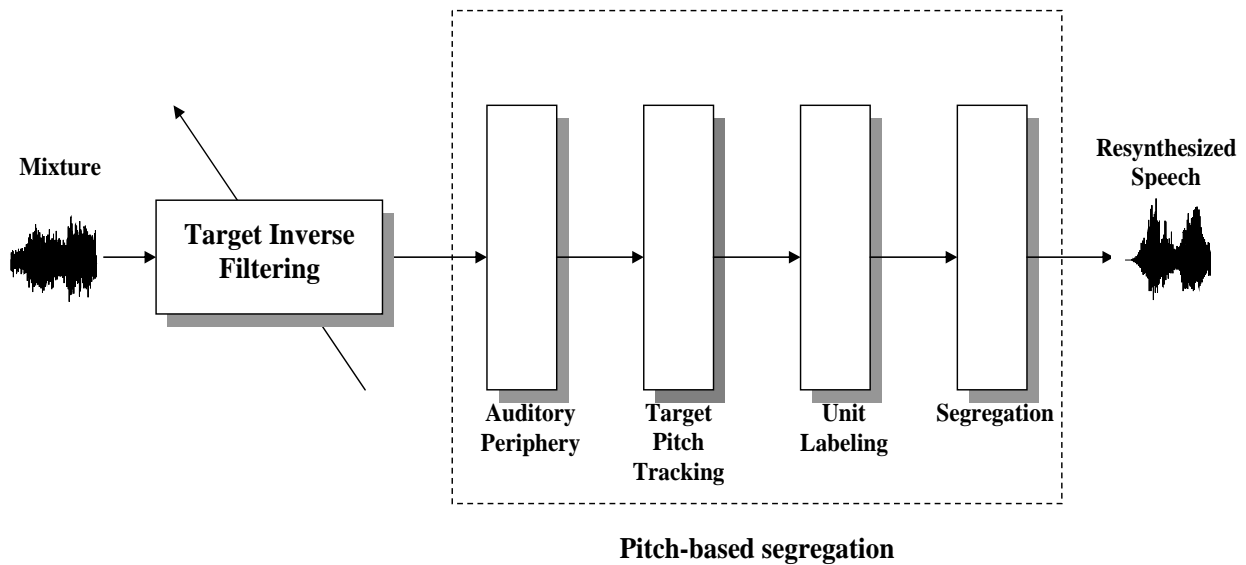 Mixture
Target Inverse
Filtering
Auditory
Periphery
Target
Pitch
Tracking
Unit
Labeling
Segregation
Resynthesized
Speech
Pitch-based segregation